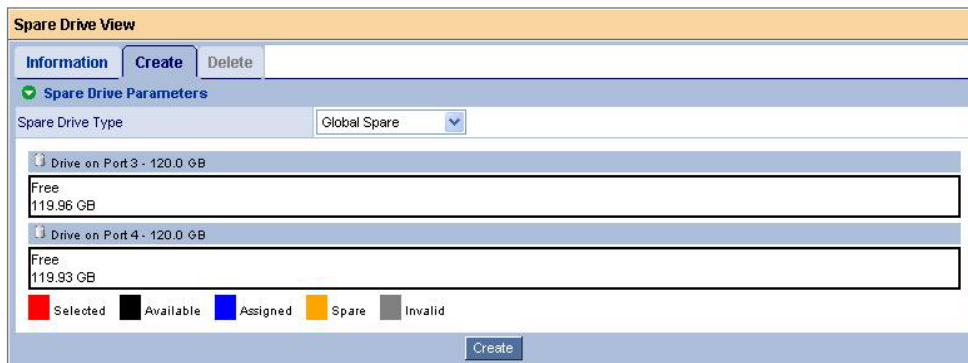 Spare Drive View
Information Create Delete
Spare Drive Parameters
Spare Drive Type Global Spare
Drive on Port 3 - 120.0 GB
Free
119.96 GB
Drive on Port 4 - 120.0 GB
Free
119.93 GB
Selected Available Assigned Spare Invalid
Create